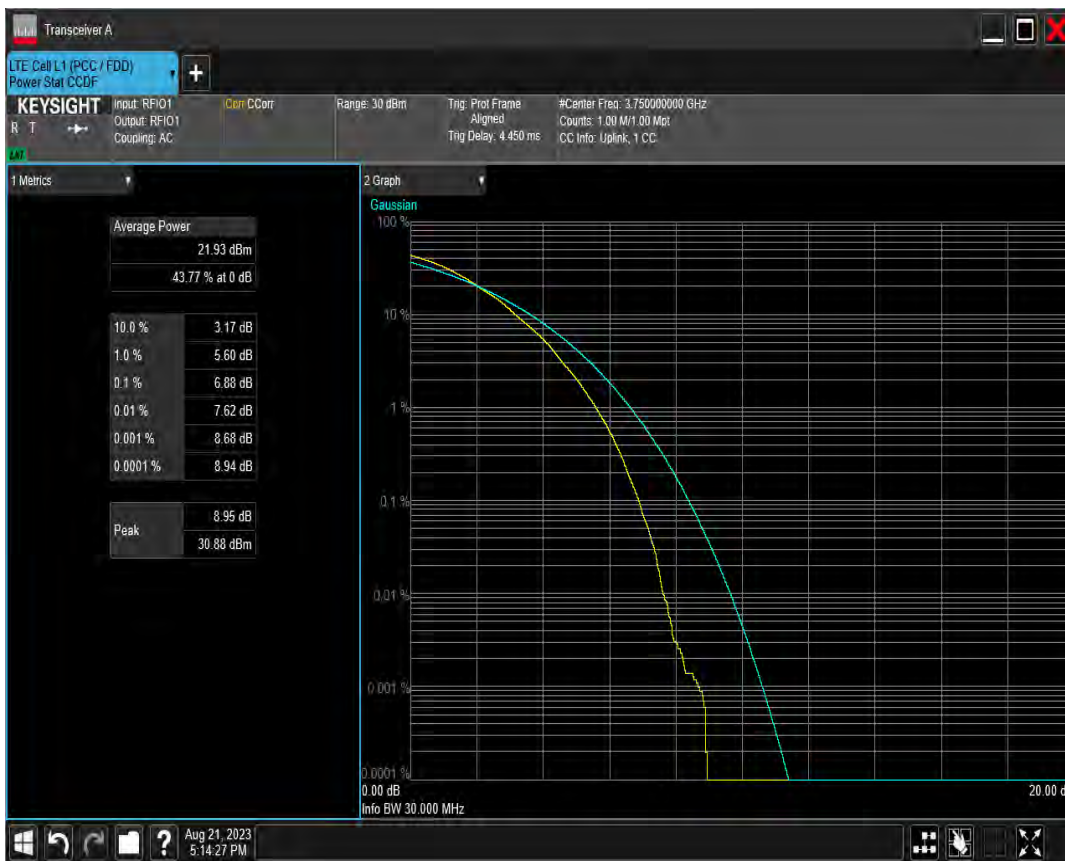 Transceiver A
LTE Cell L1 (PCC / FDD)
Power Stat CCDF
KEYSIGHT
R T
LXI
Input: RFIO1
Output: RFIO1
Coupling: AC
Corr CCorr
Range: 30 dBm
Trig: Prot Frame
Aligned
Trig Delay: 4.450 ms
#Center Freq: 3.750000000 GHz
Counts: 1.00 M/1.00 Mpt
CC Info: Uplink, 1 CC
1 Metrics
Average Power
21.93 dBm
43.77 % at 0 dB
10.0 % 3.17 dB
1.0 % 5.60 dB
0.1 % 6.88 dB
0.01 % 7.62 dB
0.001 % 8.68 dB
0.0001 % 8.94 dB
Peak
8.95 dB
30.88 dBm
2 Graph
Gaussian
100 %
10 %
1 %
0.1 %
0.01 %
0.001 %
0.0001 %
0.00 dB
20.00 d
Info BW 30.000 MHz
?
Aug 21, 2023
5:14:27 PM